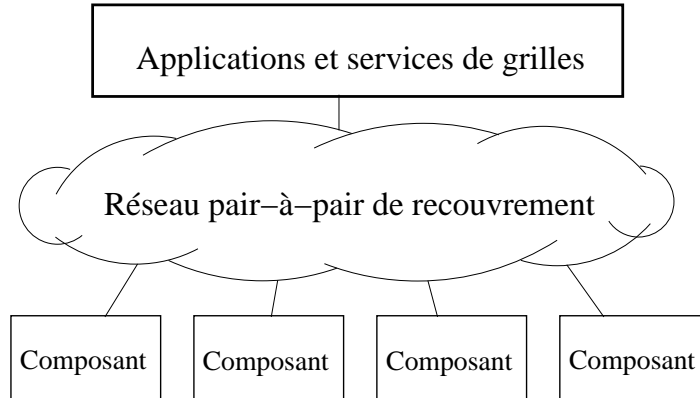 Applications et services de grilles
Réseau pair−à−pair de recouvrement
Composant Composant Composant Composant